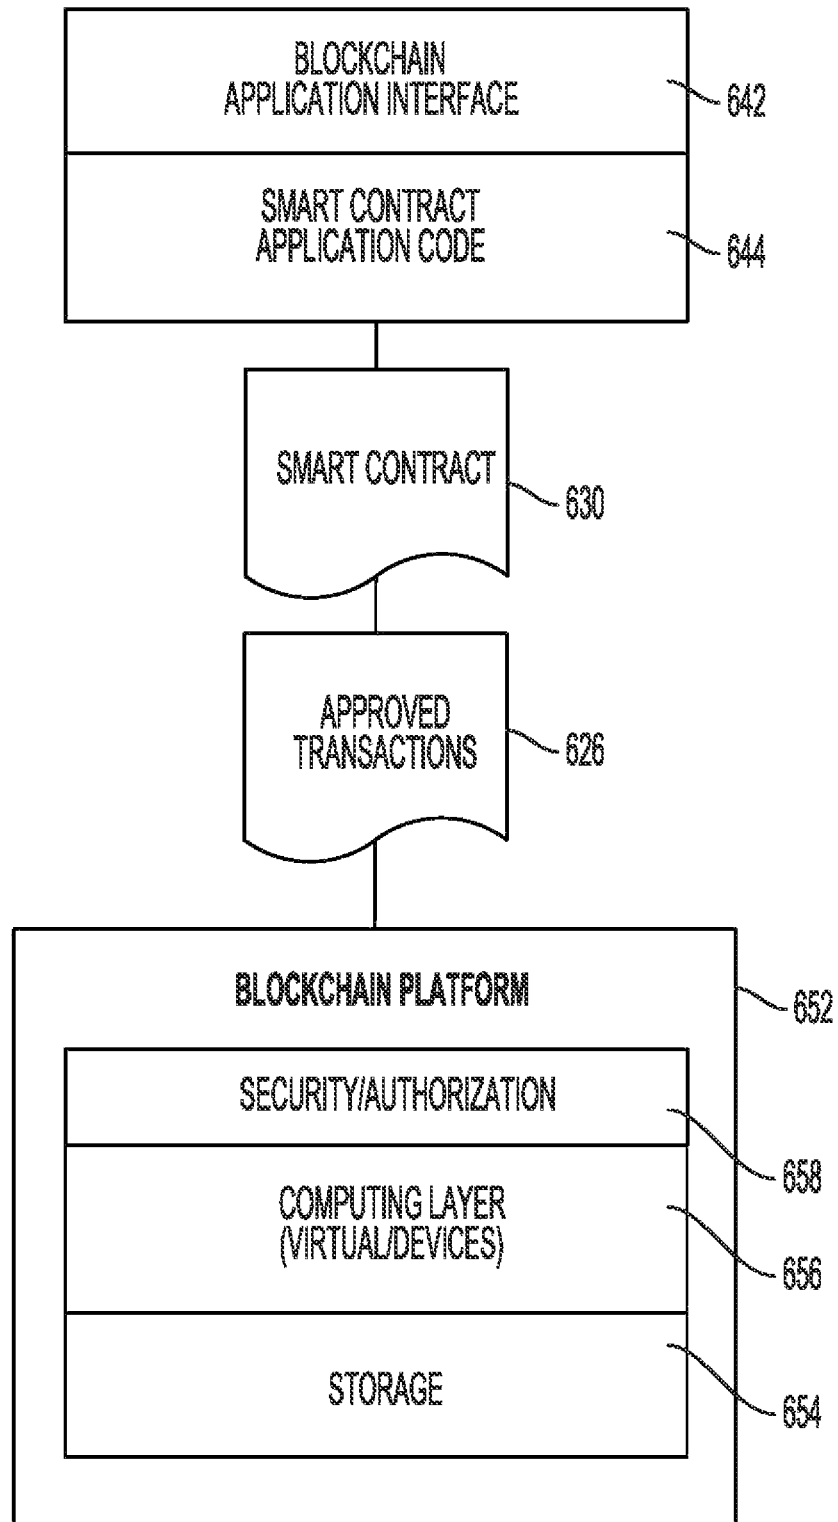 BLOCKCHAIN
APPLICATION INTERFACE
642
SMART CONTRACT
APPLICATION CODE
644
SMART CONTRACT
630
APPROVED
TRANSACTIONS
626
BLOCKCHAIN PLATFORM
652
SECURITY/AUTHORIZATION
658
COMPUTING LAYER
(VIRTUAL/DEVICES)
656
STORAGE
654